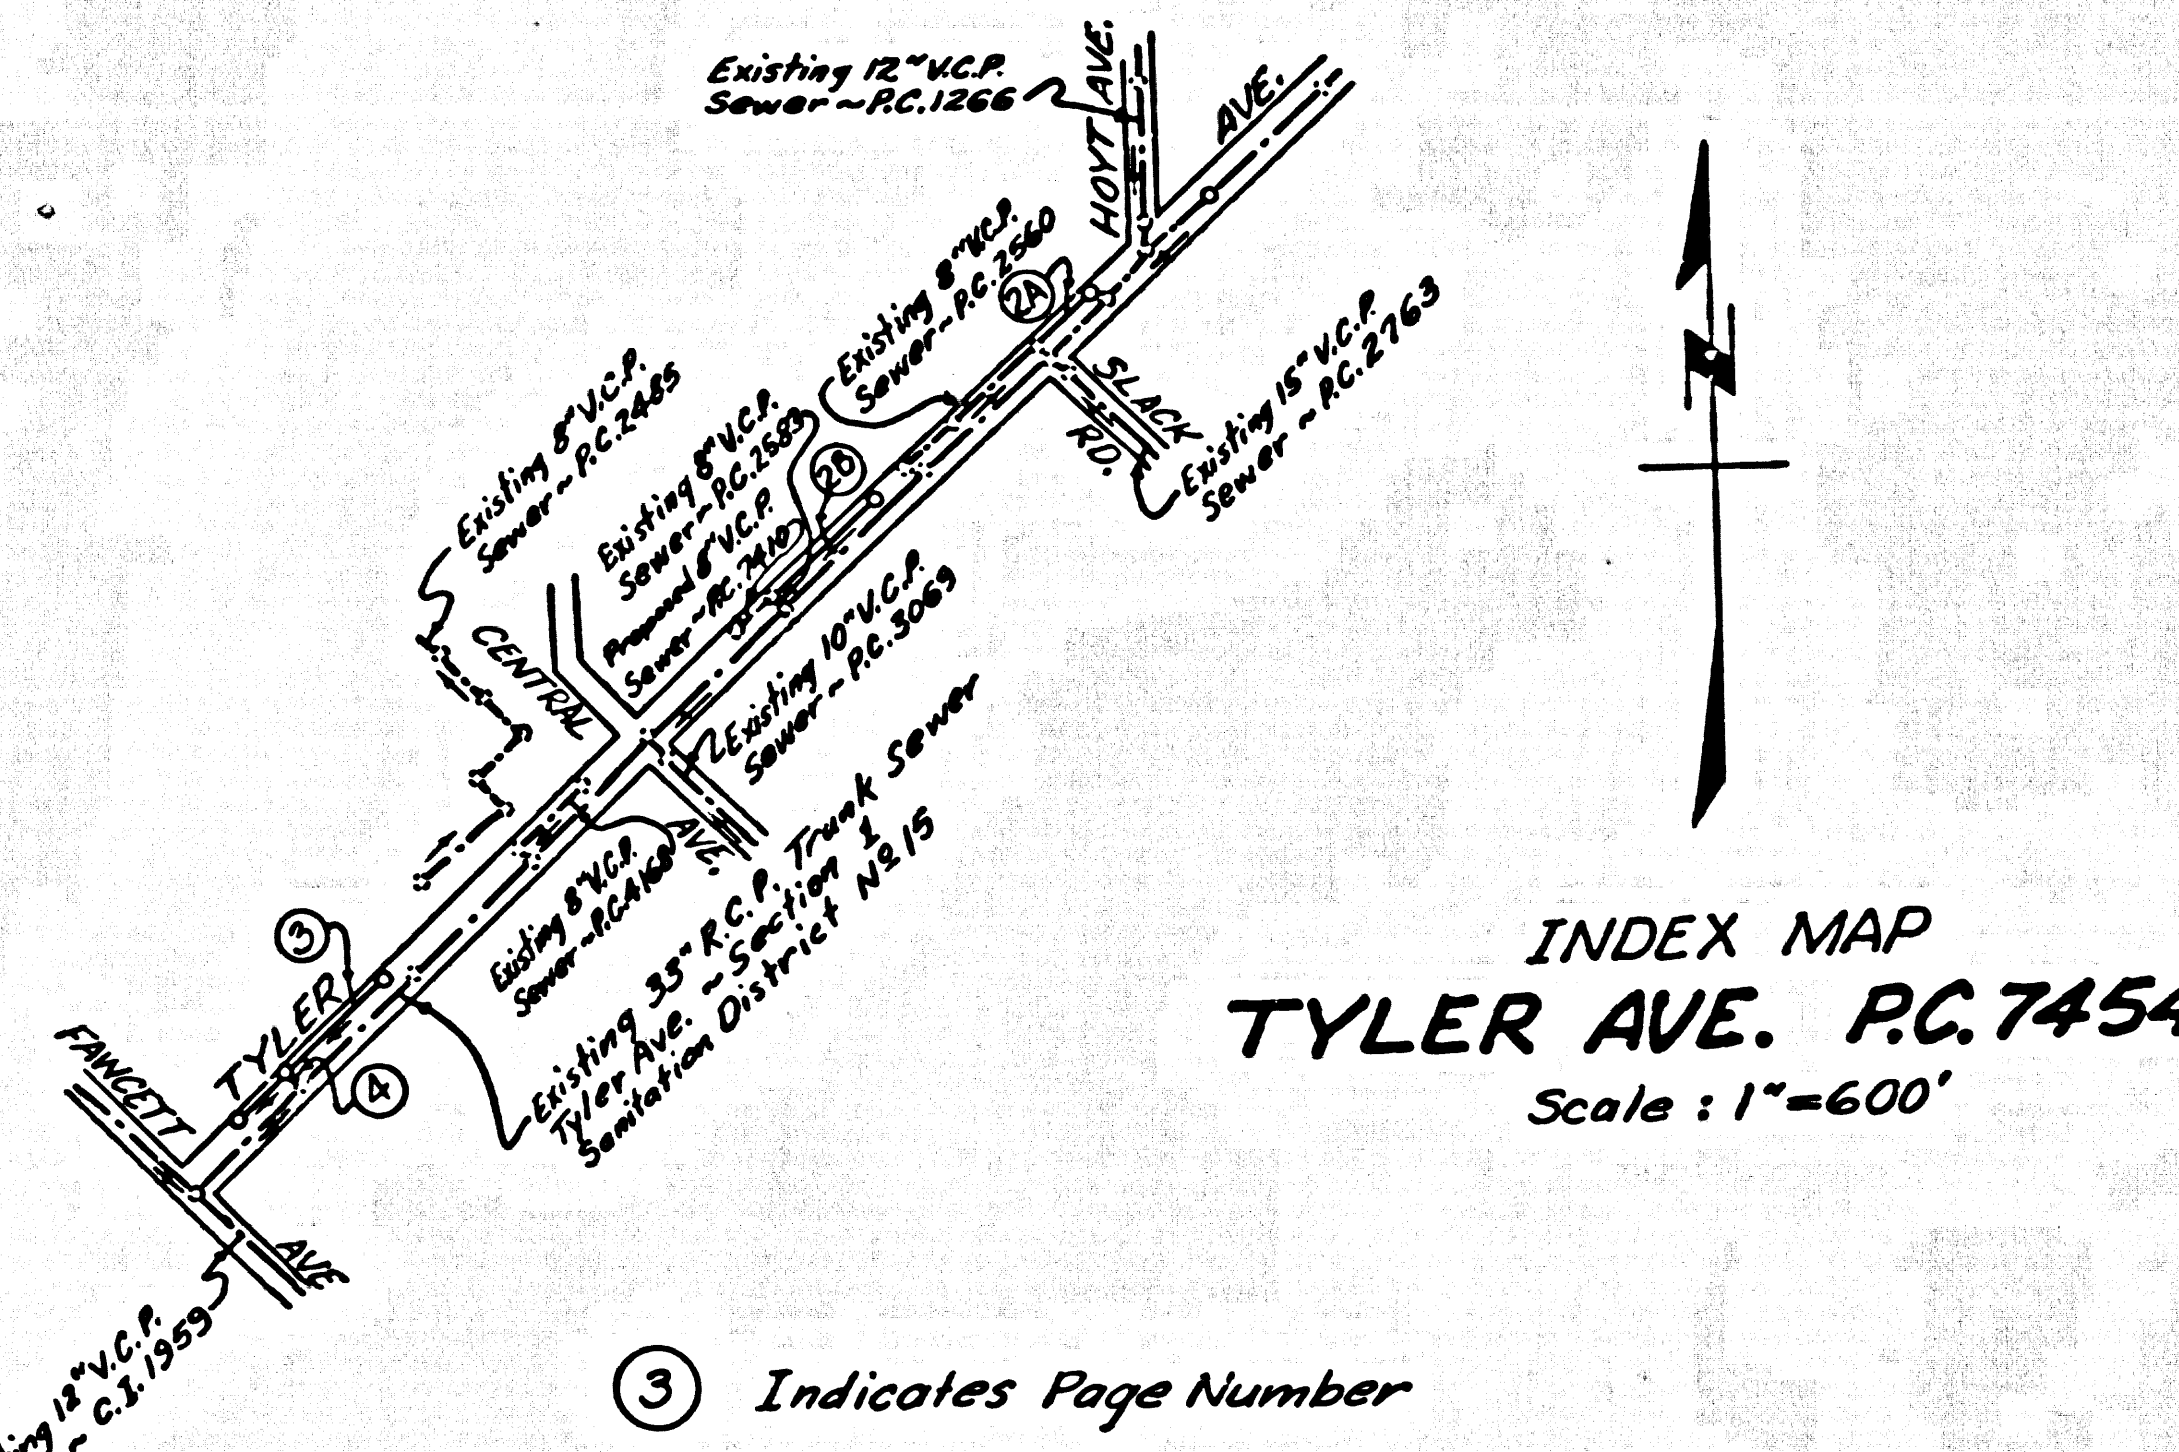 Existing 12" V.C.P.
Sewer ~ P.C. 1266
HOYT AVE.
AVE.
Existing 8" V.C.P.
Sewer ~ P.C. 2560
2A
Existing 8" V.C.P.
Sewer ~ P.C. 2485
Existing 8" V.C.P.
Sewer ~ P.C. 2583
2B
Proposed 8" V.C.P.
Sewer ~ P.C. 7410
SLACK
RD.
Existing 15" V.C.P.
Sewer ~ P.C. 2763
CENTRAL
AVE.
Existing 10" V.C.P.
Sewer ~ P.C. 3069
Existing 8" V.C.P.
Sewer ~ P.C. 4168
Existing 33" R.C.P. Trunk Sewer
Tyler Ave. ~ Section 1
Sanitation District Nº 15
3
TYLER
4
FAWCETT
AVE
12" V.C.P.
~ C.I. 1959
N
INDEX MAP
TYLER AVE. P.C. 7454
Scale : 1" = 600'
3 Indicates Page Number